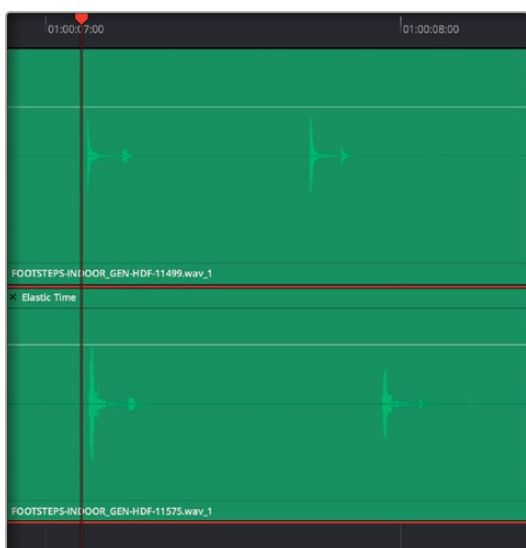 01:00:07:00
01:00:08:00
FOOTSTEPS-INDOOR_GEN-HDF-11499.wav_1
× Elastic Time
FOOTSTEPS-INDOOR_GEN-HDF-11575.wav_1